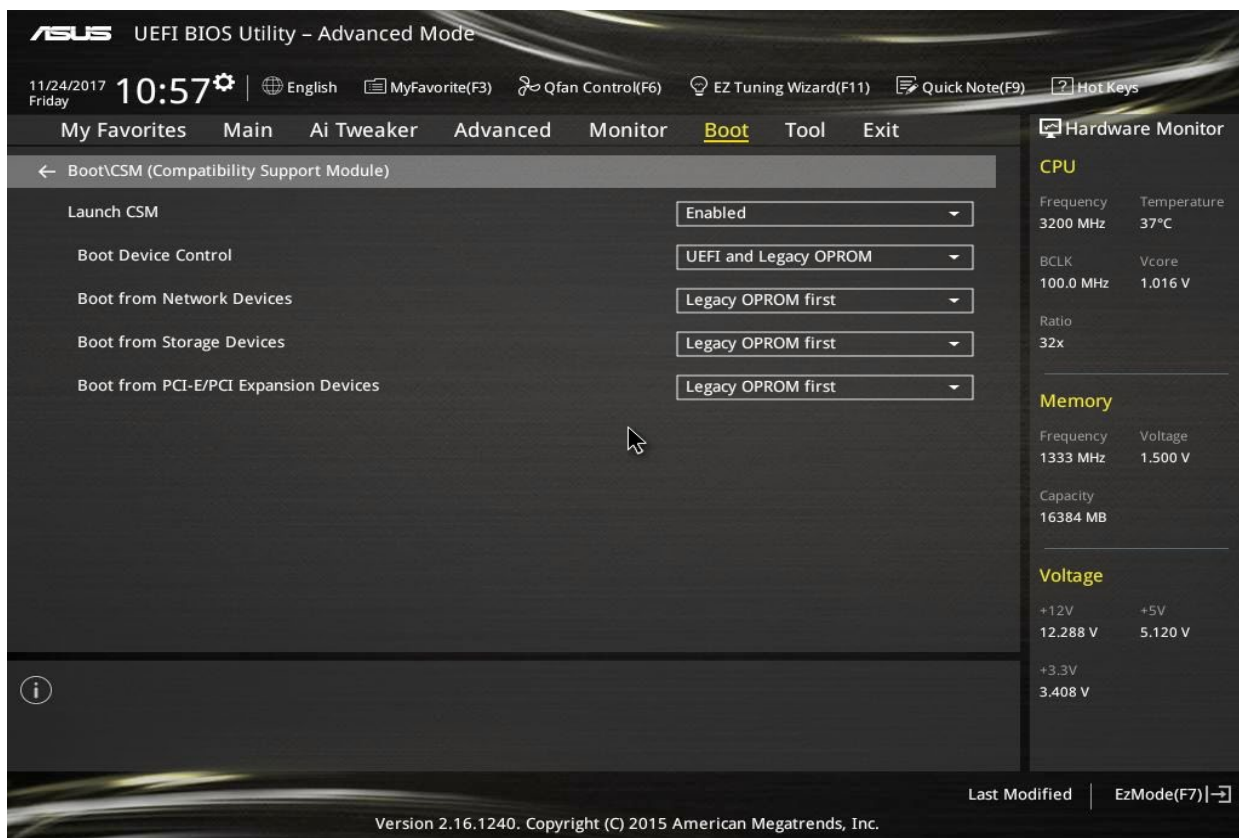 ASUS UEFI BIOS Utility – Advanced Mode
11/24/2017 Friday 10:57 English MyFavorite(F3) Qfan Control(F6) EZ Tuning Wizard(F11) Quick Note(F9) ? Hot Keys
My Favorites Main Ai Tweaker Advanced Monitor Boot Tool Exit
← Boot\CSM (Compatibility Support Module)
Launch CSM Enabled
Boot Device Control UEFI and Legacy OPROM
Boot from Network Devices Legacy OPROM first
Boot from Storage Devices Legacy OPROM first
Boot from PCI-E/PCI Expansion Devices Legacy OPROM first
Hardware Monitor
CPU
Frequency Temperature
3200 MHz 37°C
BCLK Vcore
100.0 MHz 1.016 V
Ratio
32x
Memory
Frequency Voltage
1333 MHz 1.500 V
Capacity
16384 MB
Voltage
+12V +5V
12.288 V 5.120 V
+3.3V
3.408 V
i
Last Modified EzMode(F7)
Version 2.16.1240. Copyright (C) 2015 American Megatrends, Inc.